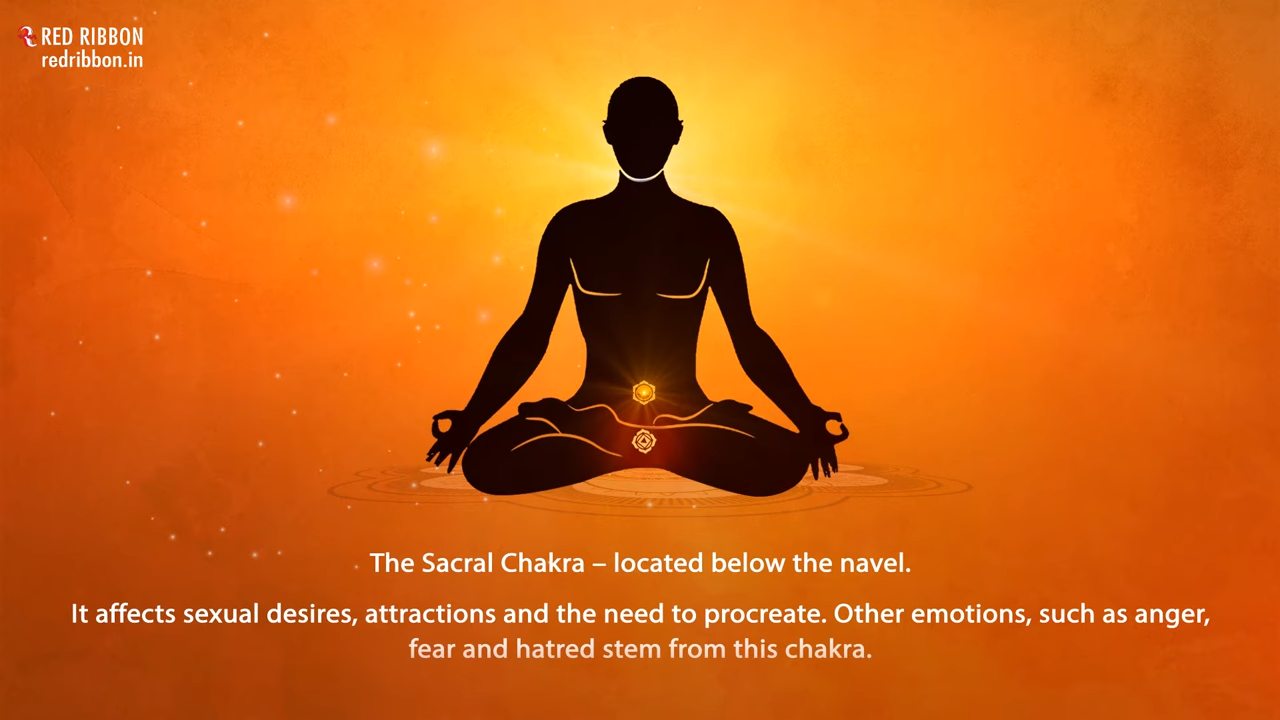 RED RIBBON
redribbon.in
The Sacral Chakra – located below the navel.
It affects sexual desires, attractions and the need to procreate. Other emotions, such as anger,
fear and hatred stem from this chakra.